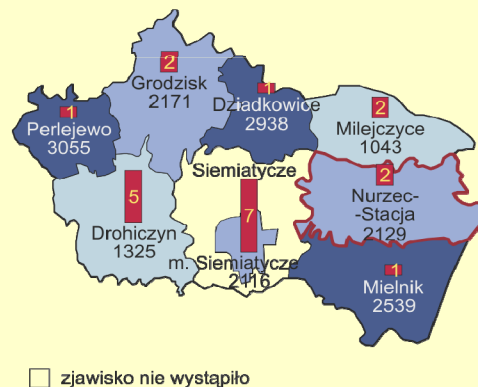 2
Grodzisk
2171
1
Dziadkowice
2938
1
Perlejewo
3055
2
Milejczyce
1043
Siemiatycze
5
Drohiczyn
1325
7
m. Siemiatycze
2116
2
Nurzec-
-Stacja
2129
1
Mielnik
2539
zjawisko nie wystąpiło